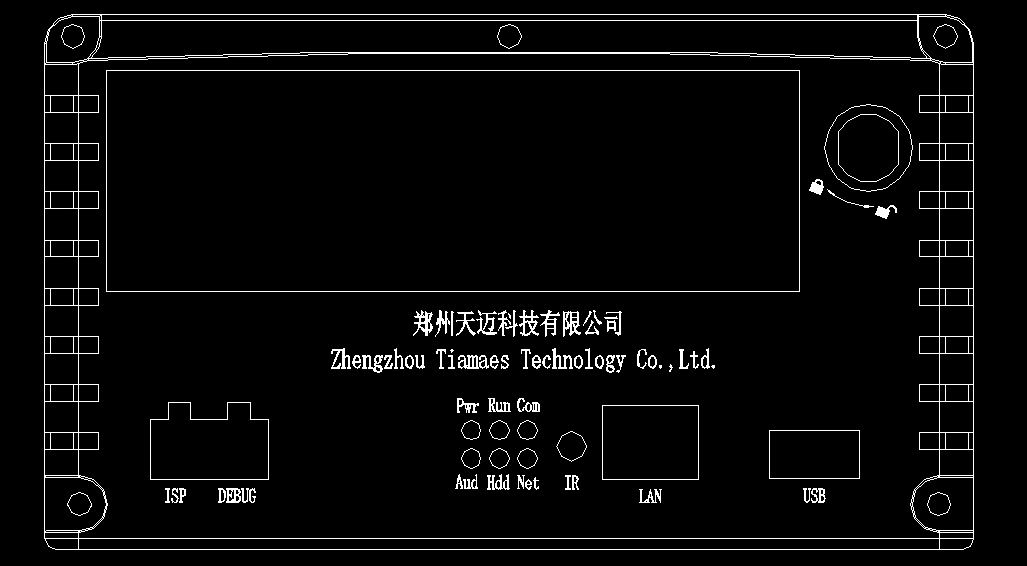 郑州天迈科技有限公司
Zhengzhou Tiamaes Technology Co.,Ltd.
Pwr Run Com
Aud Hdd Net
IR
ISP DEBUG
LAN
USB